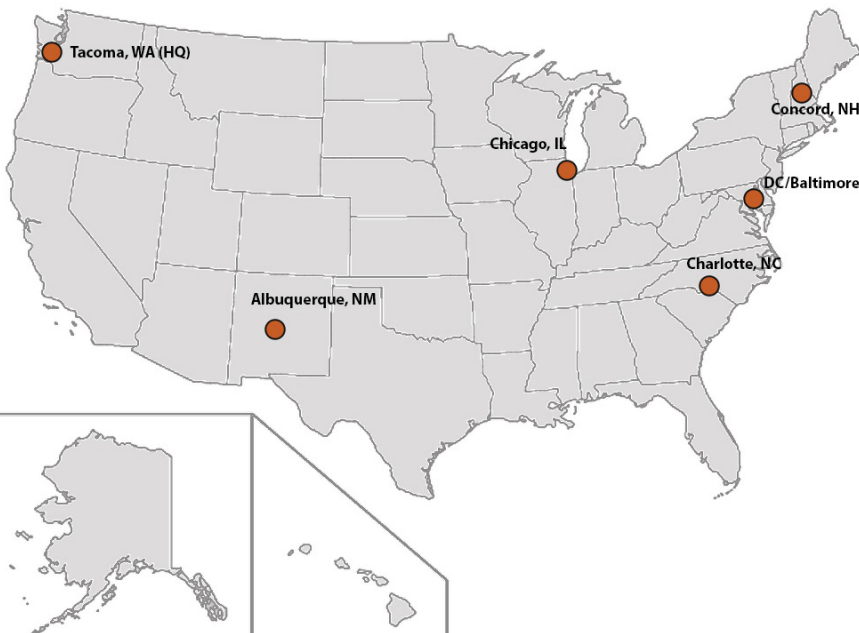 Tacoma, WA (HQ)
Concord, NH
Chicago, IL
DC/Baltimore
Charlotte, NC
Albuquerque, NM